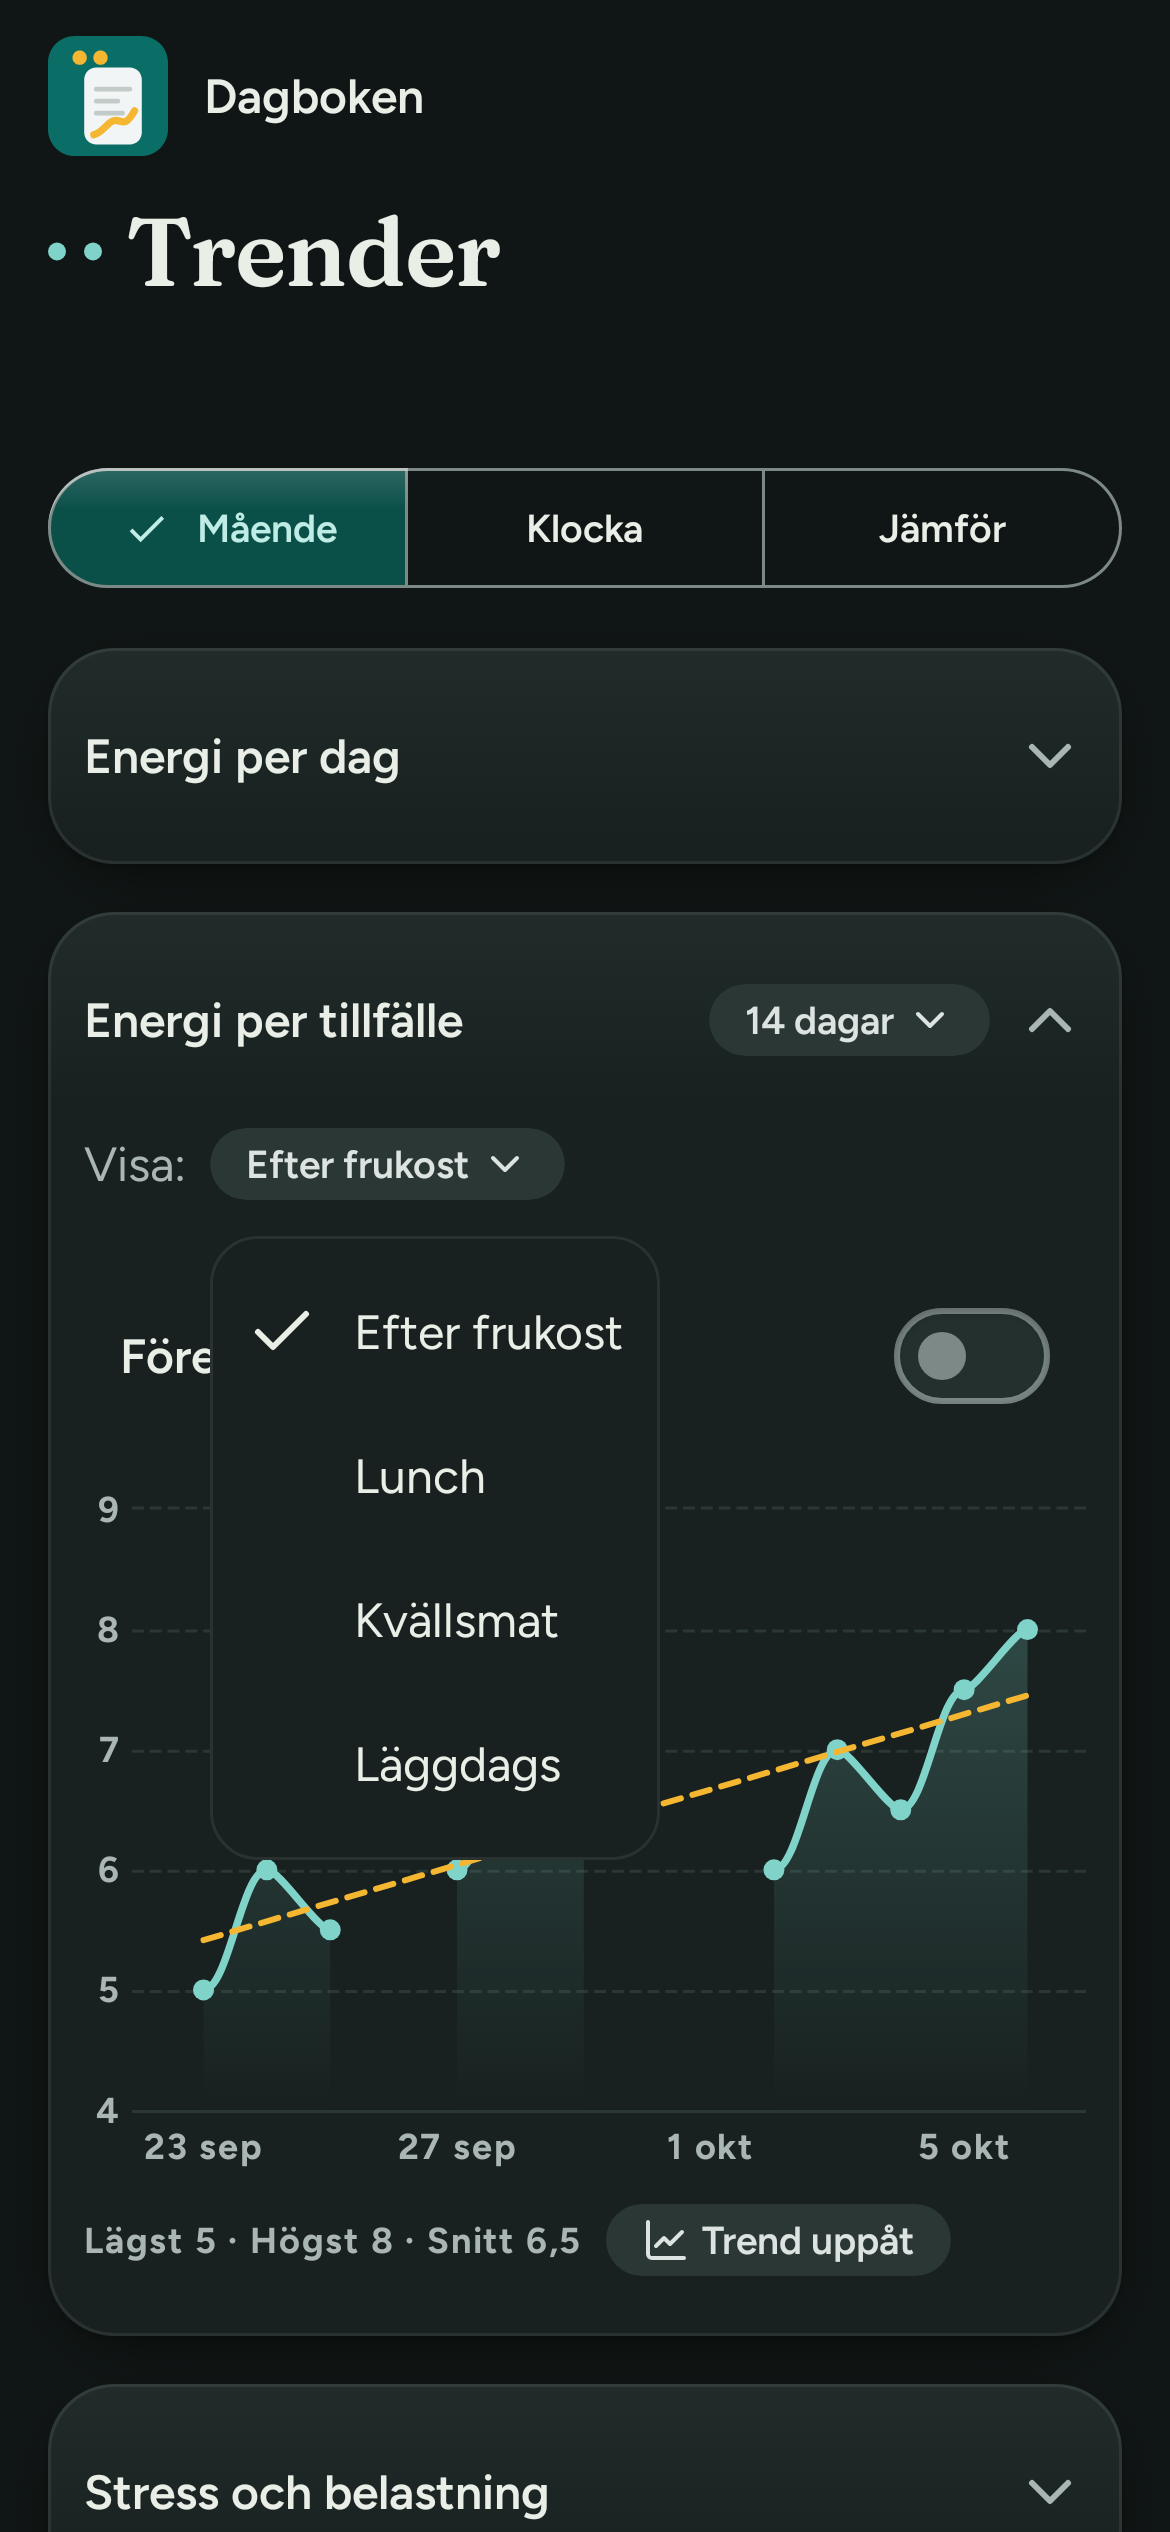 Dagboken
Trender
Mående
Klocka
Jämför
Energi per dag
Energi per tillfälle
14 dagar
Visa:
Efter frukost
Efter frukost
Lunch
Kvällsmat
Läggdags
9
8
7
6
5
4
23 sep
27 sep
1 okt
5 okt
Lägst 5 · Högst 8 · Snitt 6,5
Trend uppåt
Stress och belastning